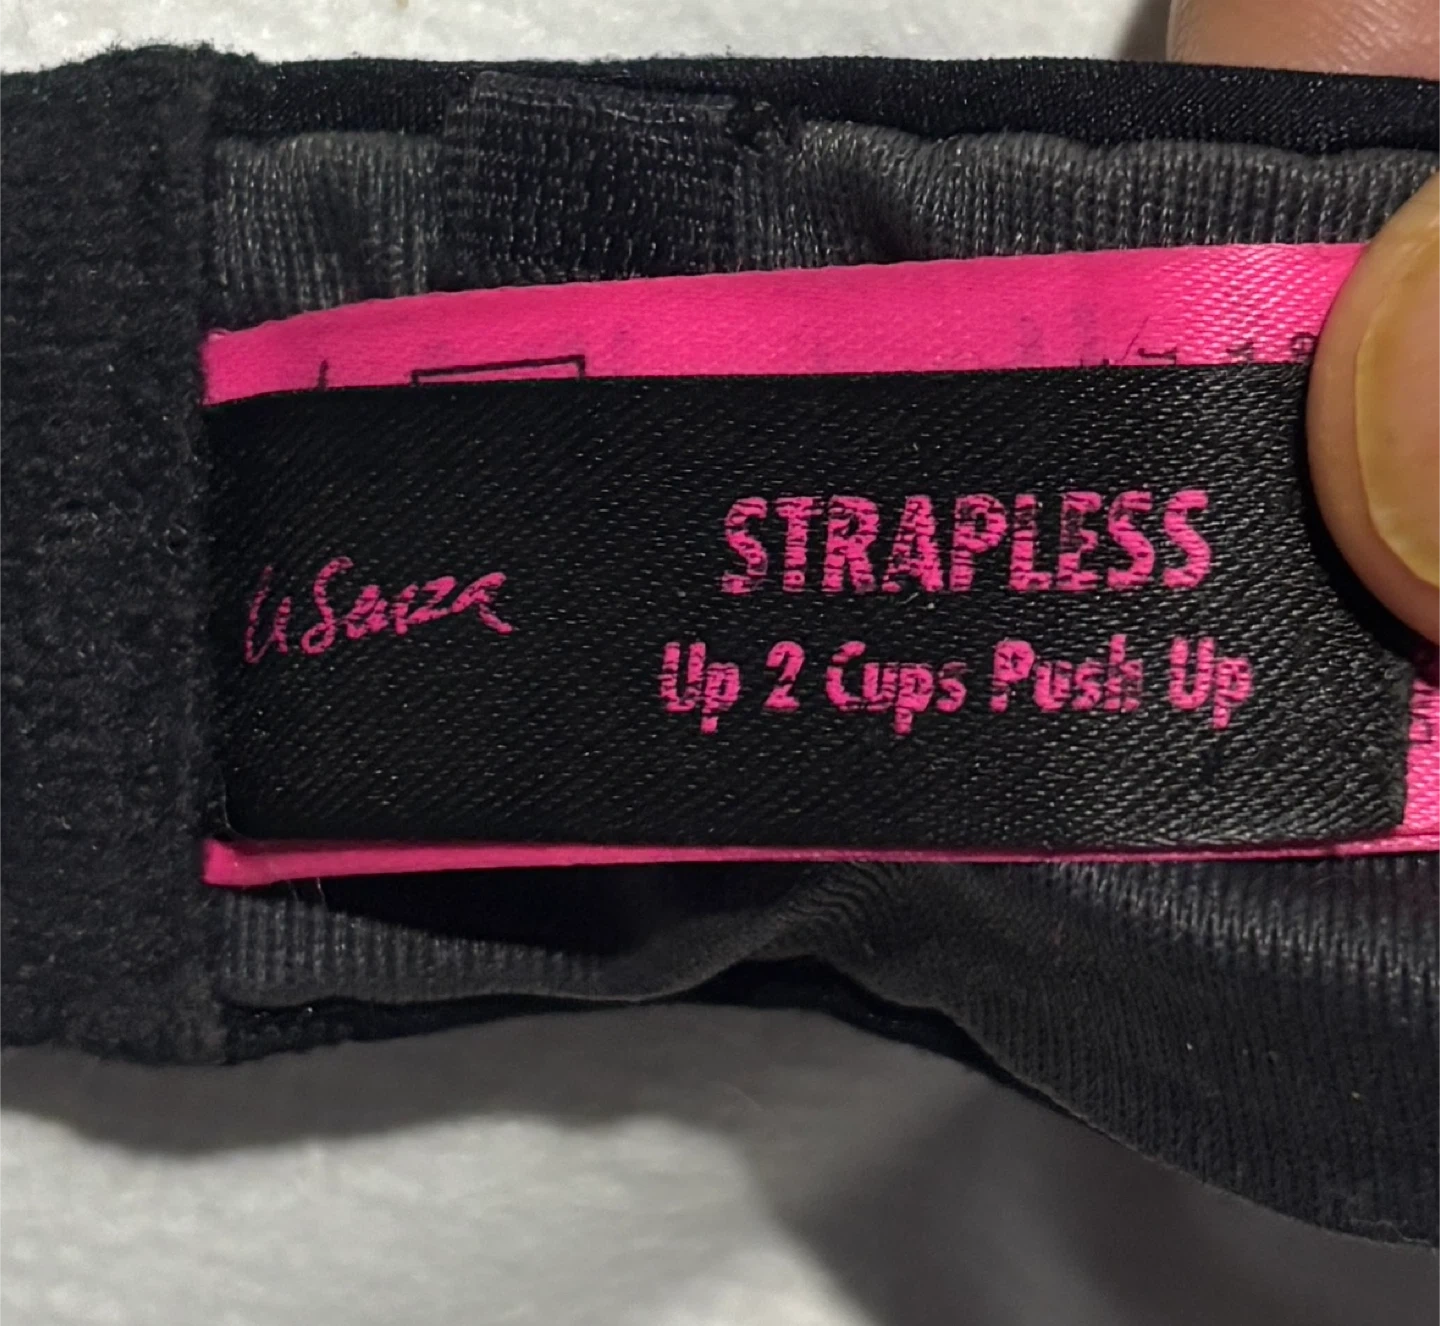 la Senza
STRAPLESS
Up 2 Cups Push Up